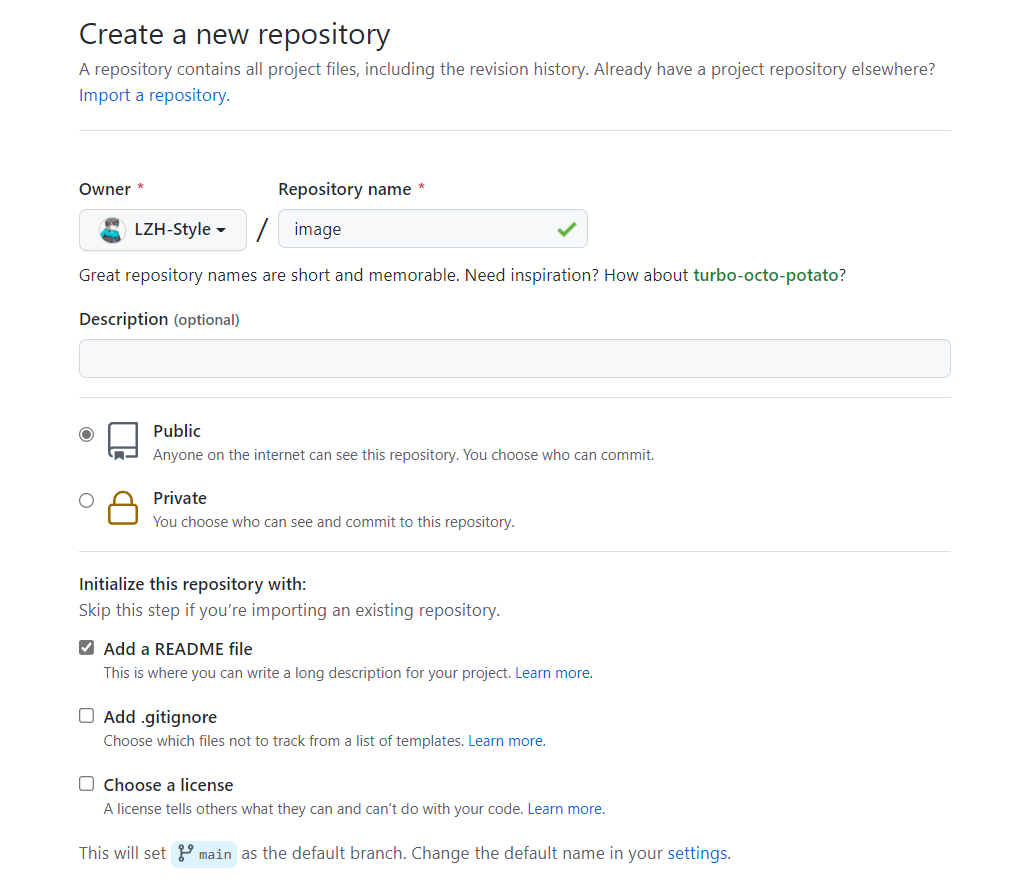 Create a new repository
A repository contains all project files, including the revision history. Already have a project repository elsewhere?
Import a repository.
Owner * Repository name *
LZH-Style / image
Great repository names are short and memorable. Need inspiration? How about turbo-octo-potato?
Description (optional)
Public
Anyone on the internet can see this repository. You choose who can commit.
Private
You choose who can see and commit to this repository.
Initialize this repository with:
Skip this step if you’re importing an existing repository.
Add a README file
This is where you can write a long description for your project. Learn more.
Add .gitignore
Choose which files not to track from a list of templates. Learn more.
Choose a license
A license tells others what they can and can't do with your code. Learn more.
This will set main as the default branch. Change the default name in your settings.